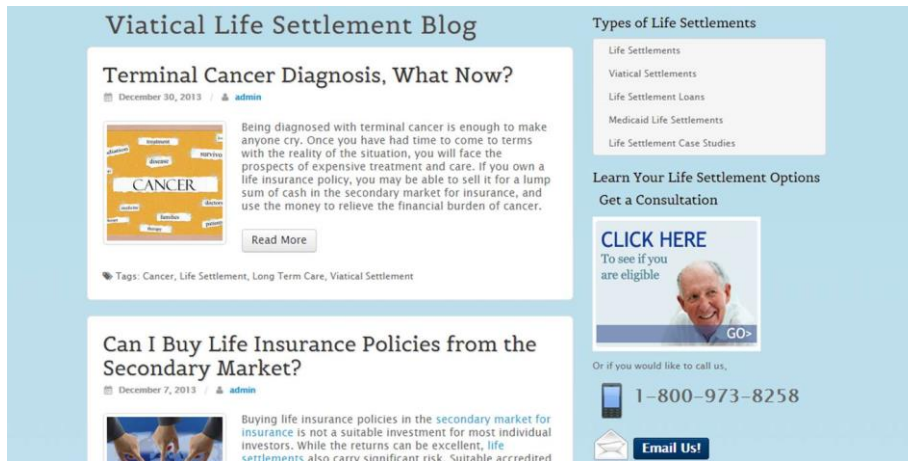 Viatical Life Settlement Blog
Terminal Cancer Diagnosis, What Now?
December 30, 2013 / admin
treatment
disease
survivor
CANCER
medicine
doctors
families
therapy
Being diagnosed with terminal cancer is enough to make
anyone cry. Once you have had time to come to terms
with the reality of the situation, you will face the
prospects of expensive treatment and care. If you own a
life insurance policy, you may be able to sell it for a lump
sum of cash in the secondary market for insurance, and
use the money to relieve the financial burden of cancer.
Read More
Tags: Cancer, Life Settlement, Long Term Care, Viatical Settlement
Can I Buy Life Insurance Policies from the
Secondary Market?
December 7, 2013 / admin
Buying life insurance policies in the secondary market for
insurance is not a suitable investment for most individual
investors. While the returns can be excellent, life
settlements also carry significant risk. Suitable accredited
Types of Life Settlements
Life Settlements
Viatical Settlements
Life Settlement Loans
Medicaid Life Settlements
Life Settlement Case Studies
Learn Your Life Settlement Options
Get a Consultation
CLICK HERE
To see if you
are eligible
GO>
Or if you would like to call us,
1-800-973-8258
Email Us!